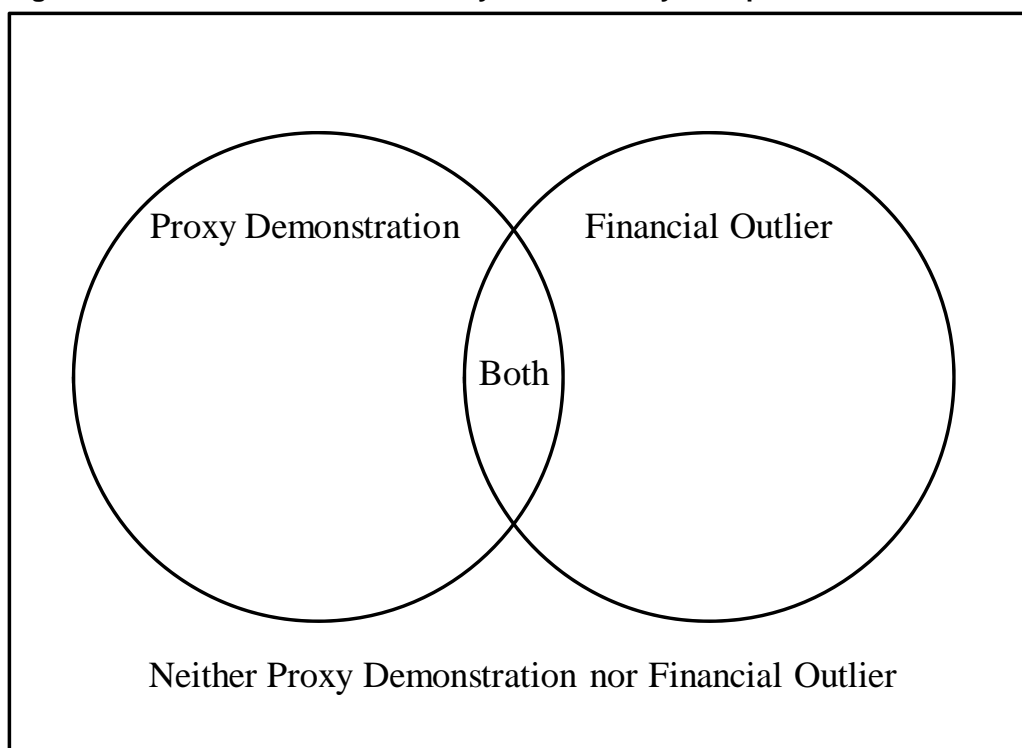 Proxy Demonstration
Financial Outlier
Both
Neither Proxy Demonstration nor Financial Outlier